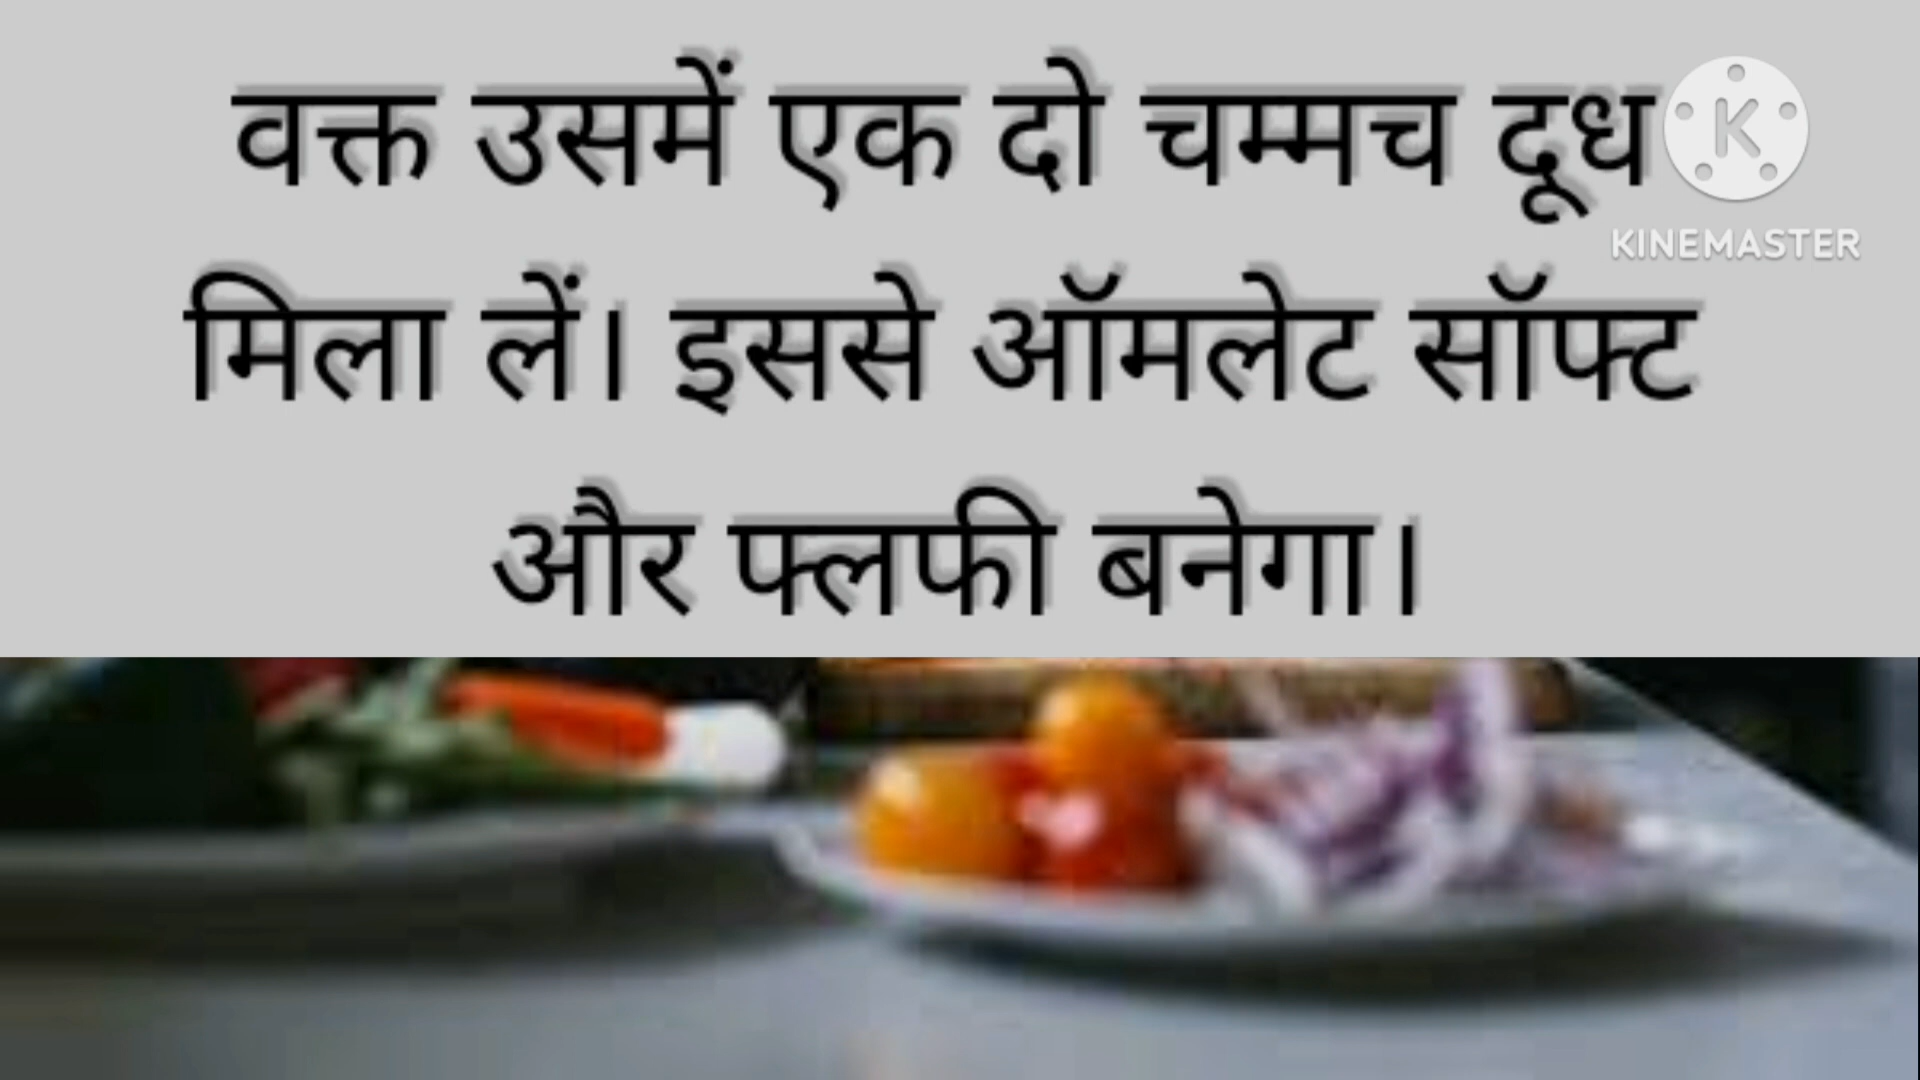 वक्त उसमें एक दो चम्मच दूध
मिला लें। इससे ऑमलेट सॉफ्ट
और फ्लफी बनेगा।
K
KINEMASTER